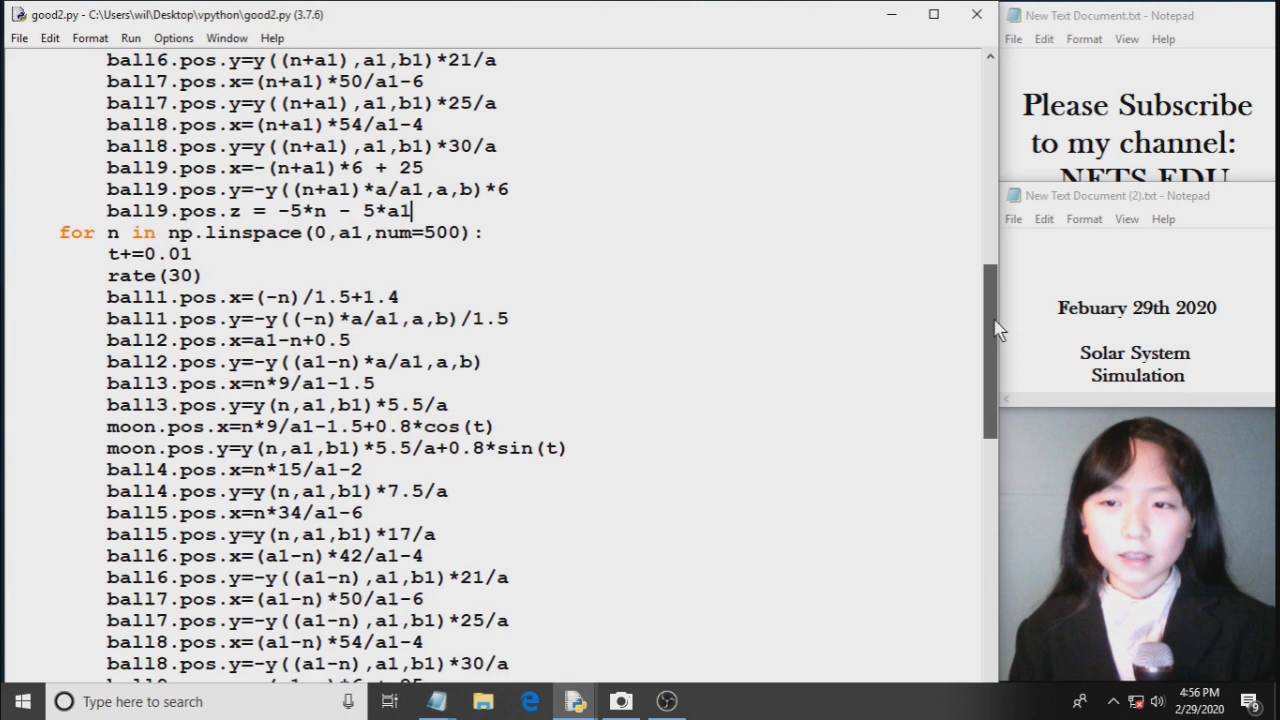 good2.py - C:\Users\wil\Desktop\vpython\good2.py (3.7.6)
File Edit Format Run Options Window Help
ball6.pos.y=y((n+a1),a1,b1)*21/a
ball7.pos.x=(n+a1)*50/a1-6
ball7.pos.y=y((n+a1),a1,b1)*25/a
ball8.pos.x=(n+a1)*54/a1-4
ball8.pos.y=y((n+a1),a1,b1)*30/a
ball9.pos.x=-(n+a1)*6 + 25
ball9.pos.y=-y((n+a1)*a/a1,a,b)*6
ball9.pos.z = -5*n - 5*a1
for n in np.linspace(0,a1,num=500):
t+=0.01
rate(30)
ball1.pos.x=(-n)/1.5+1.4
ball1.pos.y=-y((-n)*a/a1,a,b)/1.5
ball2.pos.x=a1-n+0.5
ball2.pos.y=-y((a1-n)*a/a1,a,b)
ball3.pos.x=n*9/a1-1.5
ball3.pos.y=y(n,a1,b1)*5.5/a
moon.pos.x=n*9/a1-1.5+0.8*cos(t)
moon.pos.y=y(n,a1,b1)*5.5/a+0.8*sin(t)
ball4.pos.x=n*15/a1-2
ball4.pos.y=y(n,a1,b1)*7.5/a
ball5.pos.x=n*34/a1-6
ball5.pos.y=y(n,a1,b1)*17/a
ball6.pos.x=(a1-n)*42/a1-4
ball6.pos.y=-y((a1-n),a1,b1)*21/a
ball7.pos.x=(a1-n)*50/a1-6
ball7.pos.y=-y((a1-n),a1,b1)*25/a
ball8.pos.x=(a1-n)*54/a1-4
ball8.pos.y=-y((a1-n),a1,b1)*30/a
New Text Document.txt - Notepad
File Edit Format View Help
Please Subscribe
to my channel:
NETS EDU
New Text Document (2).txt - Notepad
File Edit Format View Help
Febuary 29th 2020
Solar System
Simulation
Type here to search
4:56 PM
2/29/2020
9